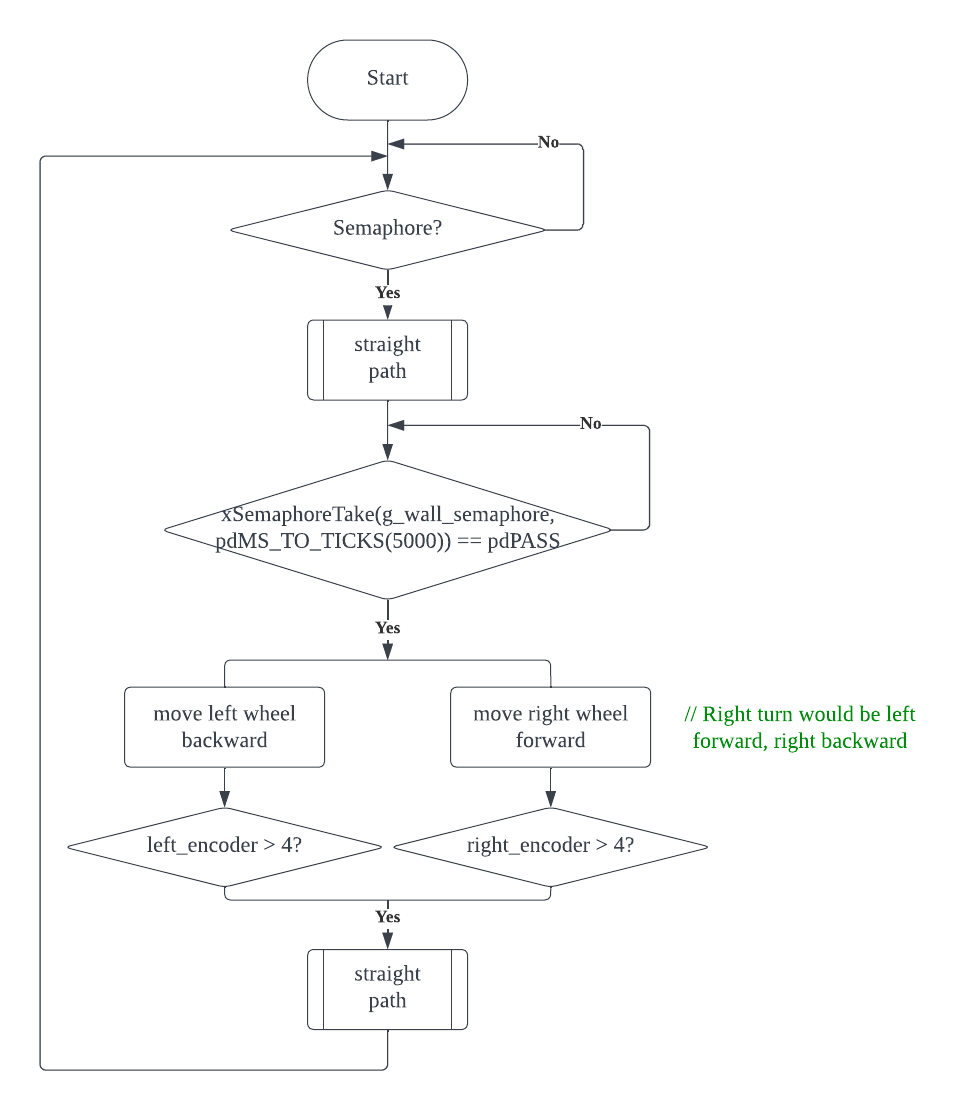 Start
No
Semaphore?
Yes
straight
path
No
xSemaphoreTake(g_wall_semaphore,
pdMS_TO_TICKS(5000)) == pdPASS
Yes
move left wheel
backward
move right wheel
forward
// Right turn would be left
forward, right backward
left_encoder > 4?
right_encoder > 4?
Yes
straight
path